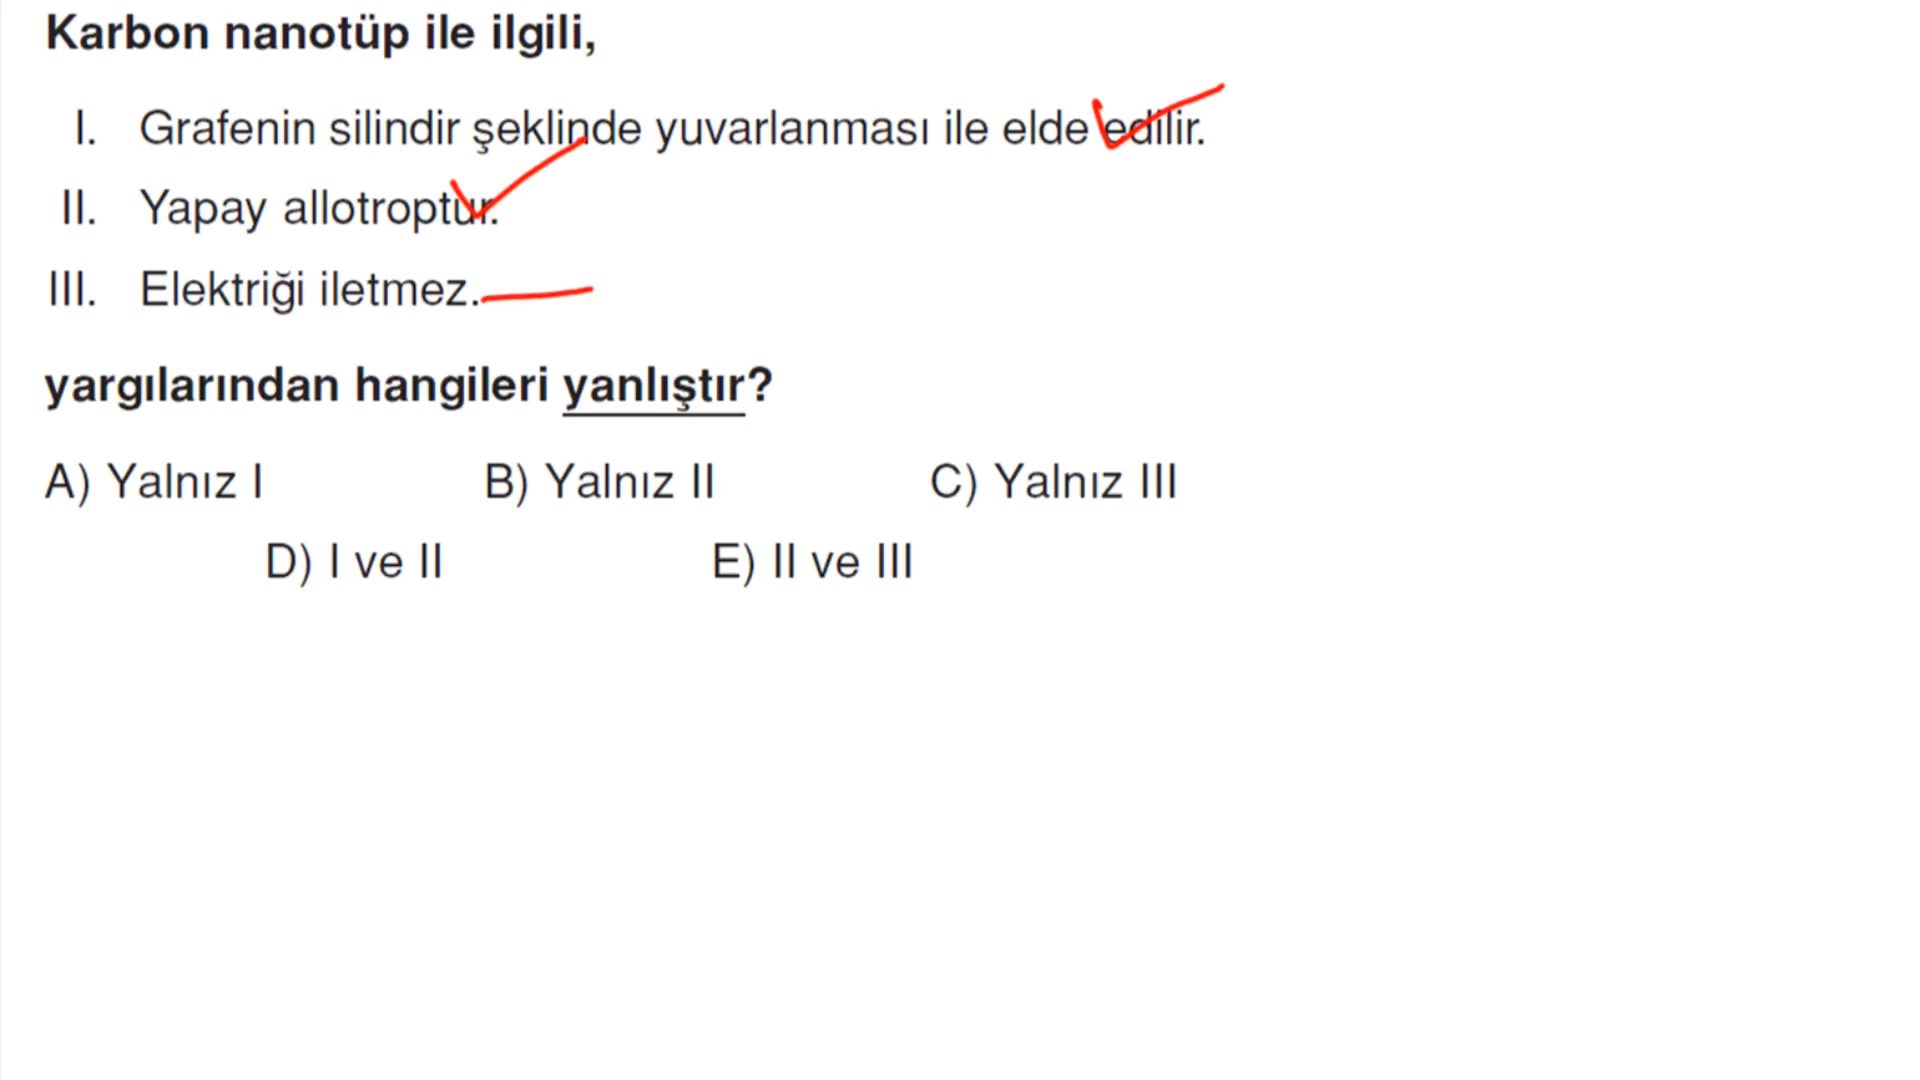 Karbon nanotüp ile ilgili,
I. Grafenin silindir şeklinde yuvarlanması ile elde edilir.
II. Yapay allotroptur.
III. Elektriği iletmez.
yargılarından hangileri yanlıştır?
A) Yalnız I B) Yalnız II C) Yalnız III
D) I ve II E) II ve III